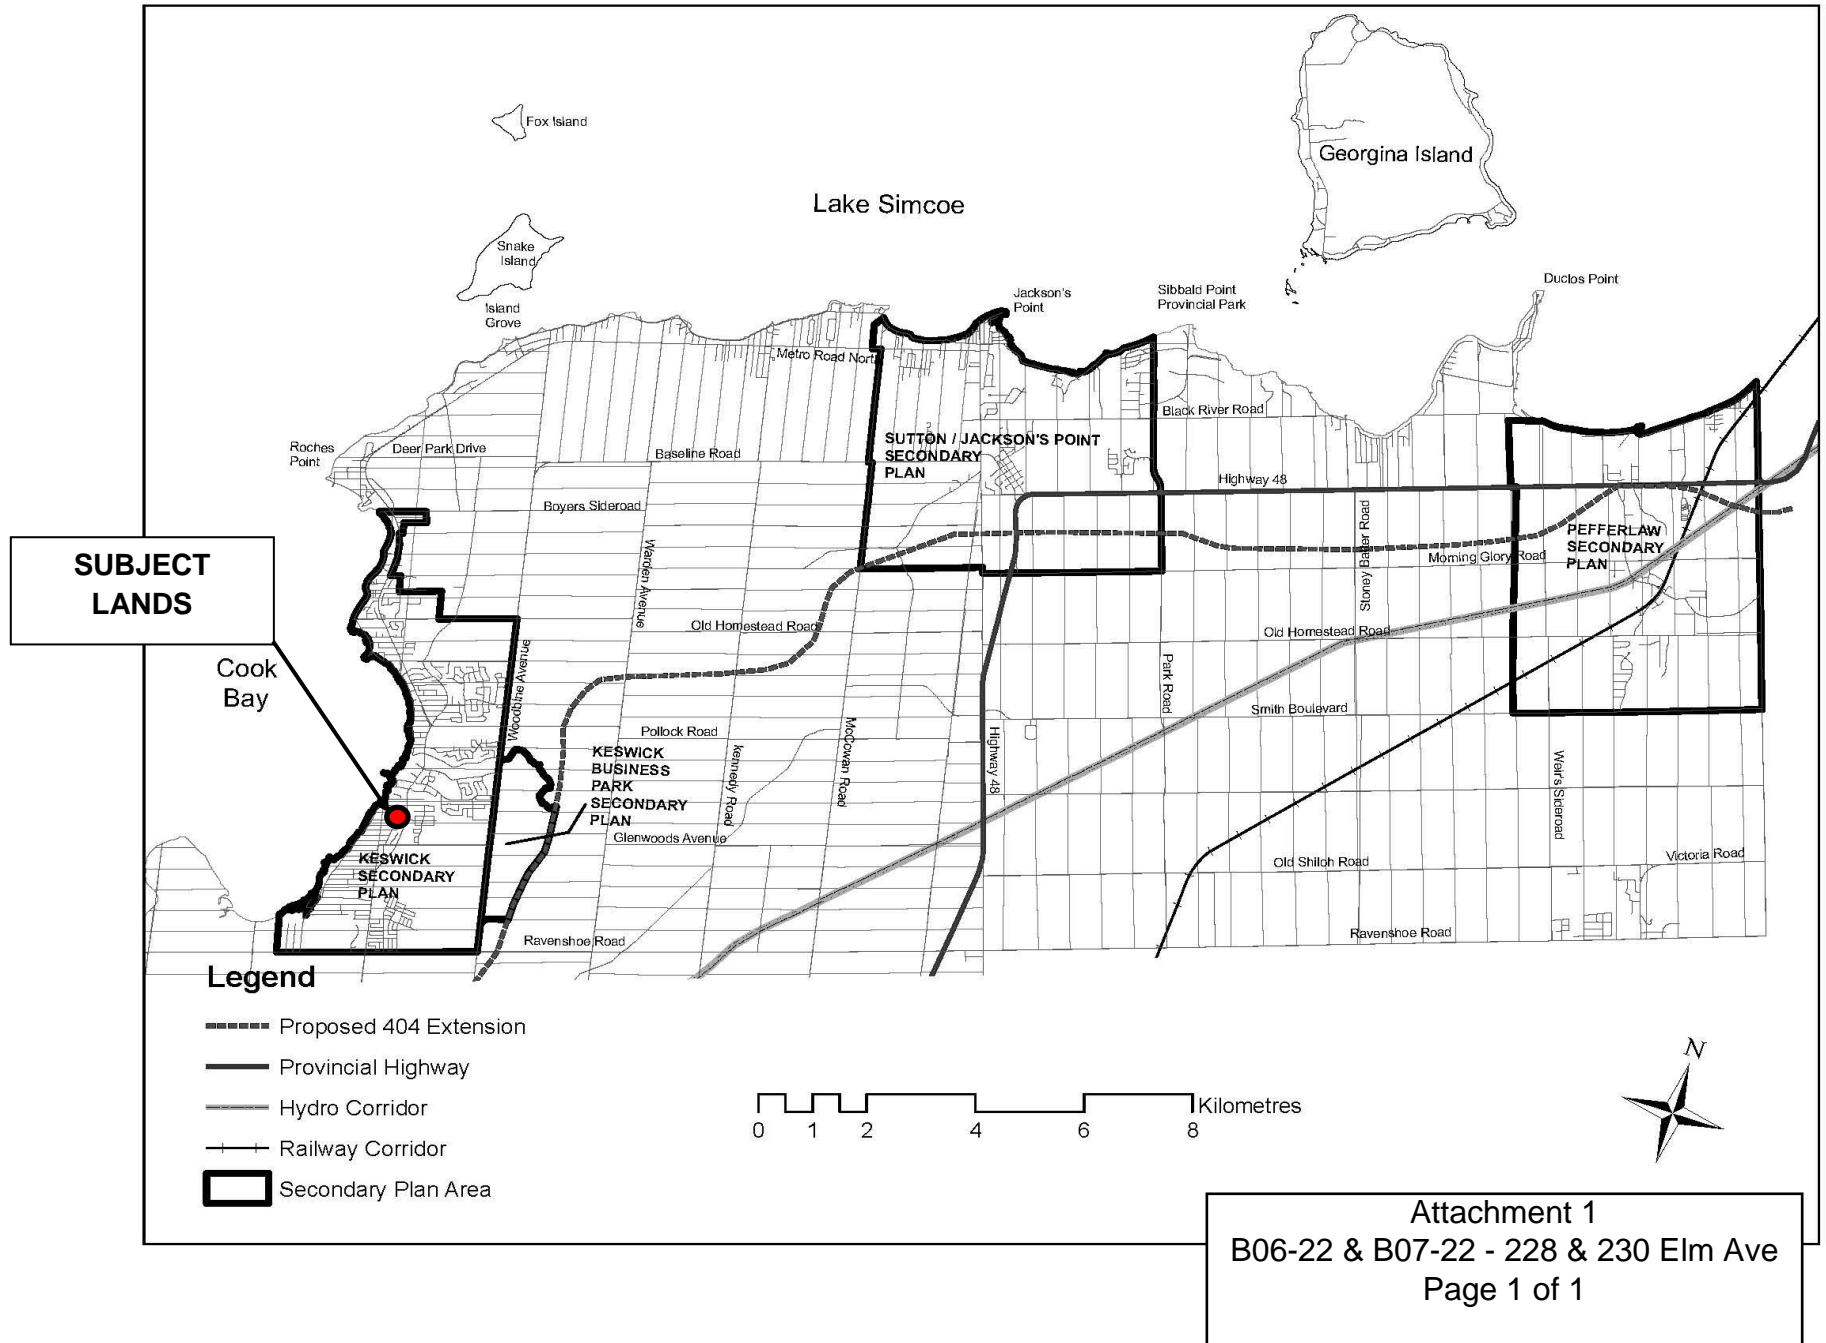 Fox Island
Georgina Island
Lake Simcoe
Snake
Island
Island
Grove
Jackson's
Point
Sibbald Point
Provincial Park
Duclos Point
Metro Road North
Black River Road
Roches
Point
Deer Park Drive
Baseline Road
SUTTON / JACKSON'S POINT
SECONDARY
PLAN
Highway 48
Boyers Sideroad
Warden Avenue
Stoney Batter Road
Morning Glory Road
PEFFERLAW
SECONDARY
PLAN
SUBJECT
LANDS
Old Homestead Road
Old Homestead Road
Cook
Bay
Woodbine Avenue
Park Road
Smith Boulevard
Pollock Road
McCowan Road
Highway 48
kennedy Road
Weir's Sideroad
KESWICK
BUSINESS
PARK
SECONDARY
PLAN
Glenwoods Avenue
KESWICK
SECONDARY
PLAN
Old Shiloh Road
Victoria Road
Ravenshoe Road
Ravenshoe Road
Legend
Proposed 404 Extension
Provincial Highway
Hydro Corridor
Railway Corridor
Secondary Plan Area
Kilometres
0 1 2 4 6 8
N
Attachment 1
B06-22 & B07-22 - 228 & 230 Elm Ave
Page 1 of 1